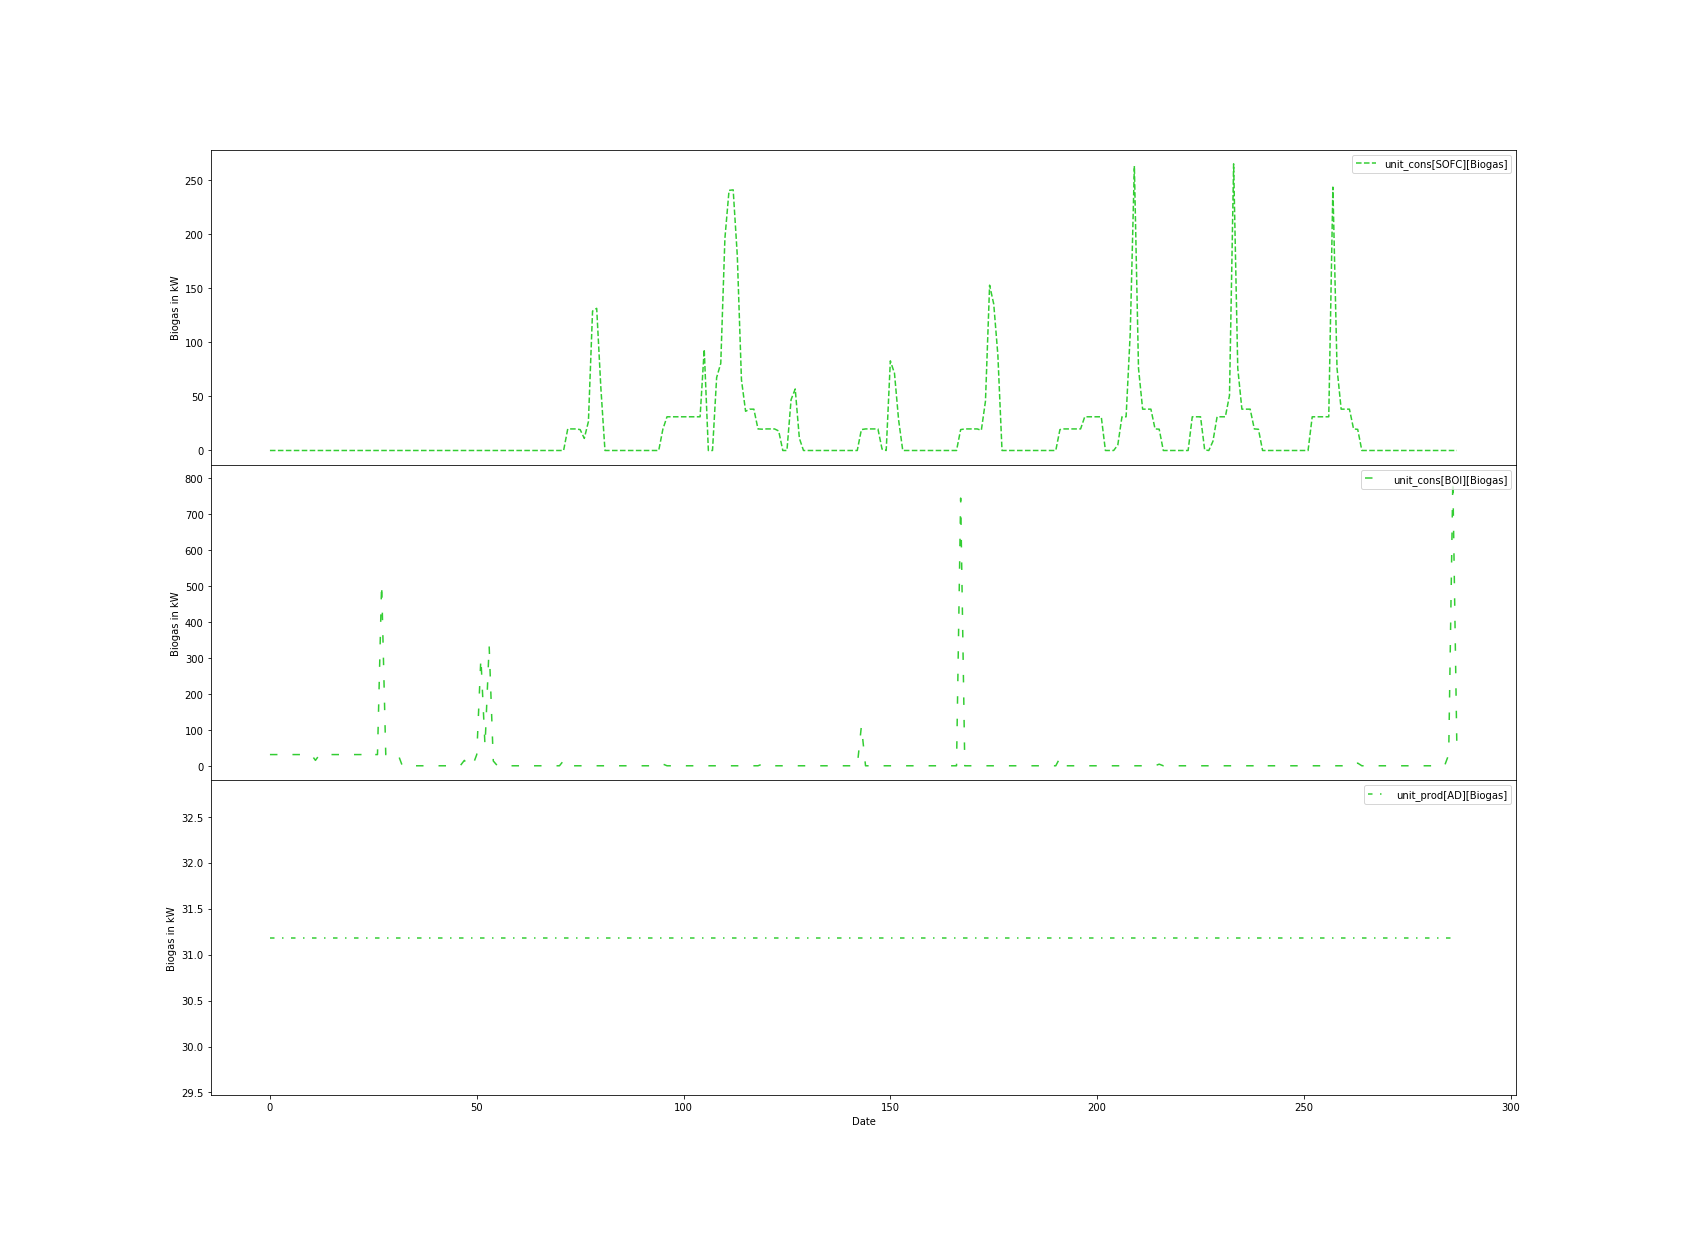 unit_cons[SOFC][Biogas]
250
200
150
100
50
0
Biogas in kW
unit_cons[BOI][Biogas]
800
700
600
500
400
300
200
100
0
Biogas in kW
unit_prod[AD][Biogas]
32.5
32.0
31.5
31.0
30.5
30.0
29.5
Biogas in kW
0 50 100 150 200 250 300
Date